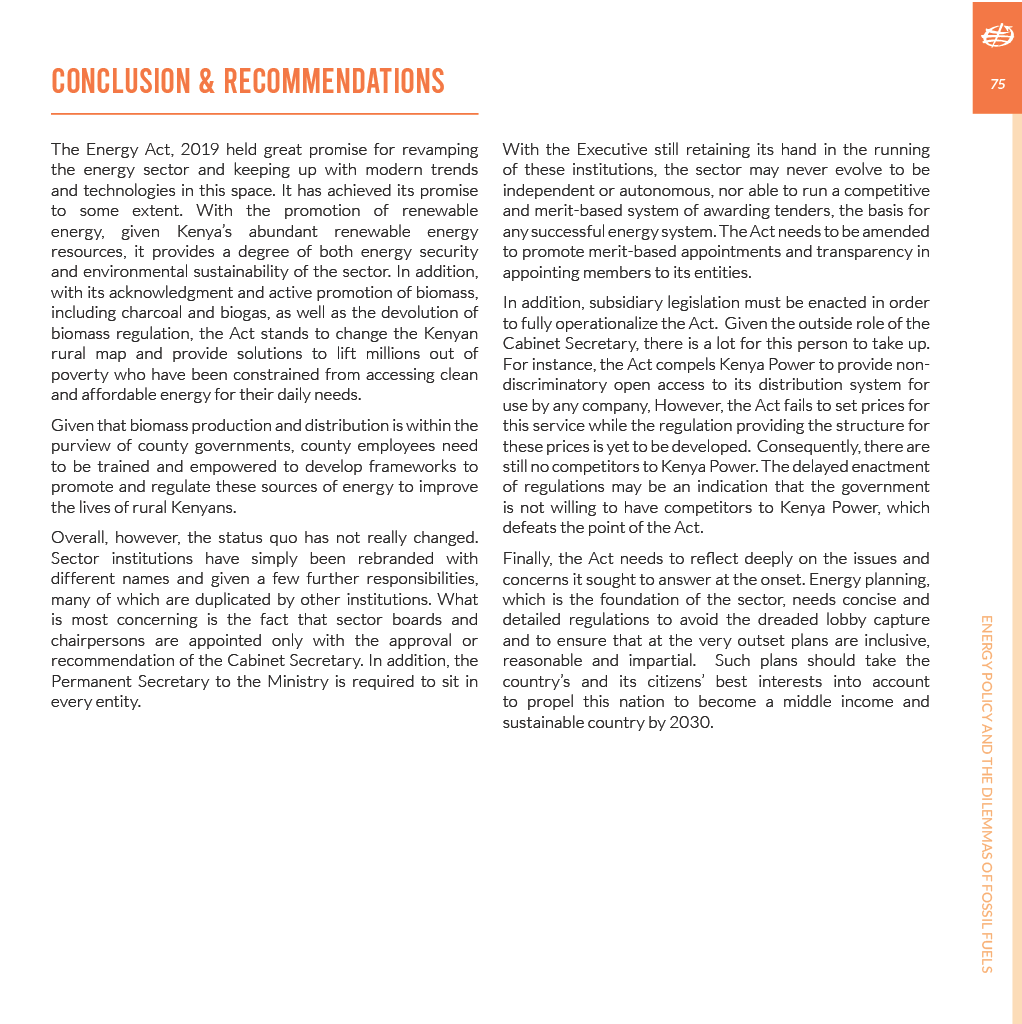 CONCLUSION & RECOMMENDATIONS
The Energy Act, 2019 held great promise for revamping
the energy sector and keeping up with modern trends
and technologies in this space. It has achieved its promise
to some extent. With the promotion of renewable
energy, given Kenya’s abundant renewable energy
resources, it provides a degree of both energy security
and environmental sustainability of the sector. In addition,
with its acknowledgment and active promotion of biomass,
including charcoal and biogas, as well as the devolution of
biomass regulation, the Act stands to change the Kenyan
rural map and provide solutions to lift millions out of
poverty who have been constrained from accessing clean
and affordable energy for their daily needs.
Given that biomass production and distribution is within the
purview of county governments, county employees need
to be trained and empowered to develop frameworks to
promote and regulate these sources of energy to improve
the lives of rural Kenyans.
Overall, however, the status quo has not really changed.
Sector institutions have simply been rebranded with
different names and given a few further responsibilities,
many of which are duplicated by other institutions. What
is most concerning is the fact that sector boards and
chairpersons are appointed only with the approval or
recommendation of the Cabinet Secretary. In addition, the
Permanent Secretary to the Ministry is required to sit in
every entity.
With the Executive still retaining its hand in the running
of these institutions, the sector may never evolve to be
independent or autonomous, nor able to run a competitive
and merit-based system of awarding tenders, the basis for
any successful energy system. The Act needs to be amended
to promote merit-based appointments and transparency in
appointing members to its entities.
In addition, subsidiary legislation must be enacted in order
to fully operationalize the Act.  Given the outside role of the
Cabinet Secretary, there is a lot for this person to take up.
For instance, the Act compels Kenya Power to provide non-
discriminatory open access to its distribution system for
use by any company, However, the Act fails to set prices for
this service while the regulation providing the structure for
these prices is yet to be developed.  Consequently, there are
still no competitors to Kenya Power. The delayed enactment
of regulations may be an indication that the government
is not willing to have competitors to Kenya Power, which
defeats the point of the Act.
Finally, the Act needs to reflect deeply on the issues and
concerns it sought to answer at the onset. Energy planning,
which is the foundation of the sector, needs concise and
detailed regulations to avoid the dreaded lobby capture
and to ensure that at the very outset plans are inclusive,
reasonable and impartial.  Such plans should take the
country’s and its citizens’ best interests into account
to propel this nation to become a middle income and
sustainable country by 2030.
75
ENERGY POLICY AND THE DILEMMAS OF FOSSIL FUELS